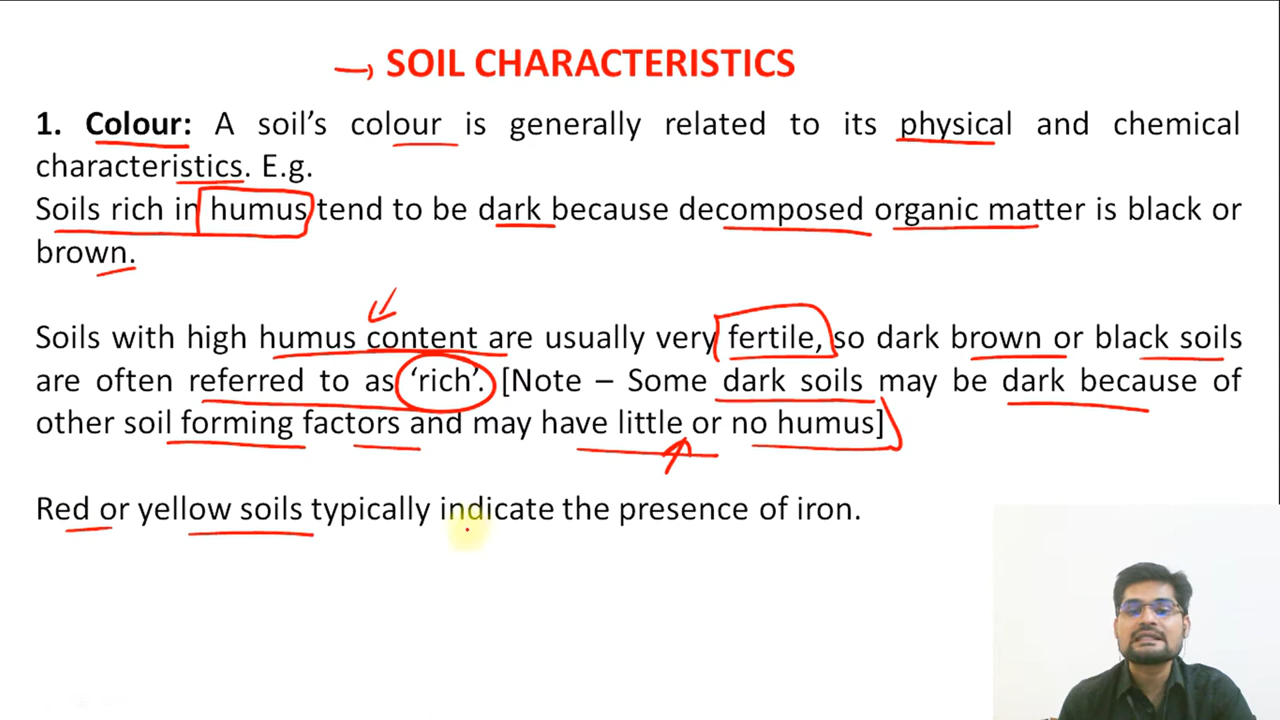 SOIL CHARACTERISTICS
1. Colour: A soil’s colour is generally related to its physical and chemical
characteristics. E.g.
Soils rich in humus tend to be dark because decomposed organic matter is black or
brown.
Soils with high humus content are usually very fertile, so dark brown or black soils
are often referred to as ‘rich’. [Note – Some dark soils may be dark because of
other soil forming factors and may have little or no humus]
Red or yellow soils typically indicate the presence of iron.